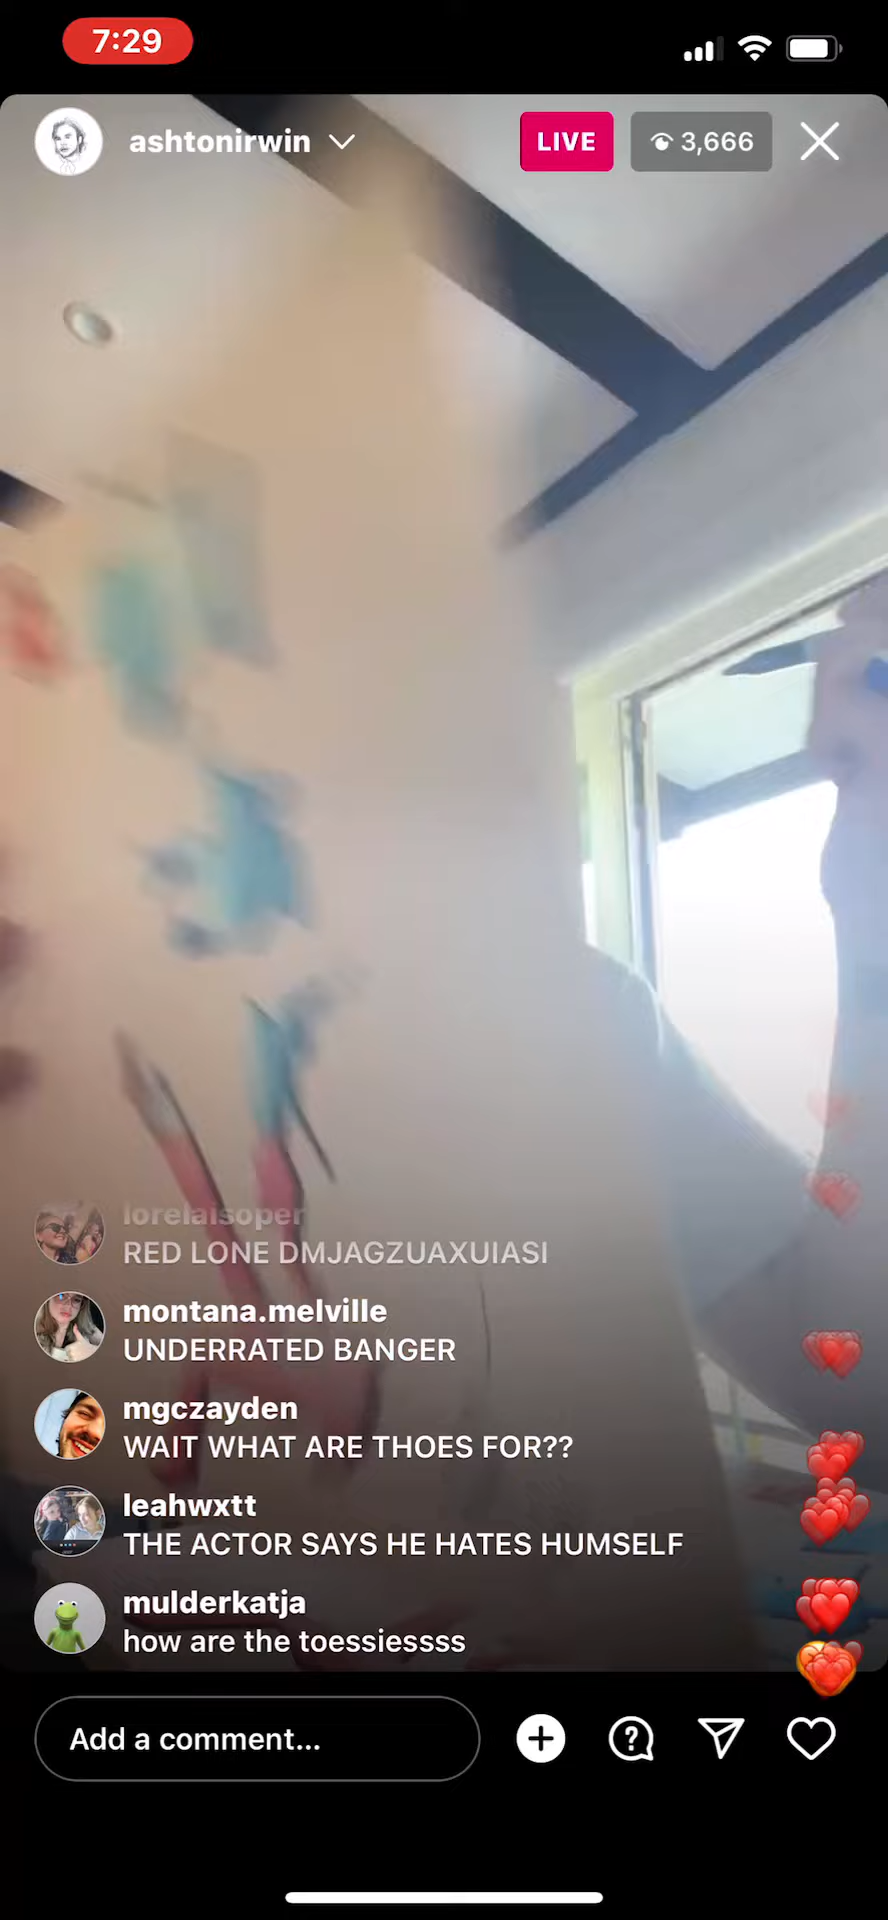 7:29
ashtonirwin
LIVE
3,666
lorelaisoper
RED LONE DMJAGZUAXUIASI
montana.melville
UNDERRATED BANGER
mgczayden
WAIT WHAT ARE THOES FOR??
leahwxtt
THE ACTOR SAYS HE HATES HUMSELF
mulderkatja
how are the toessiessss
Add a comment...